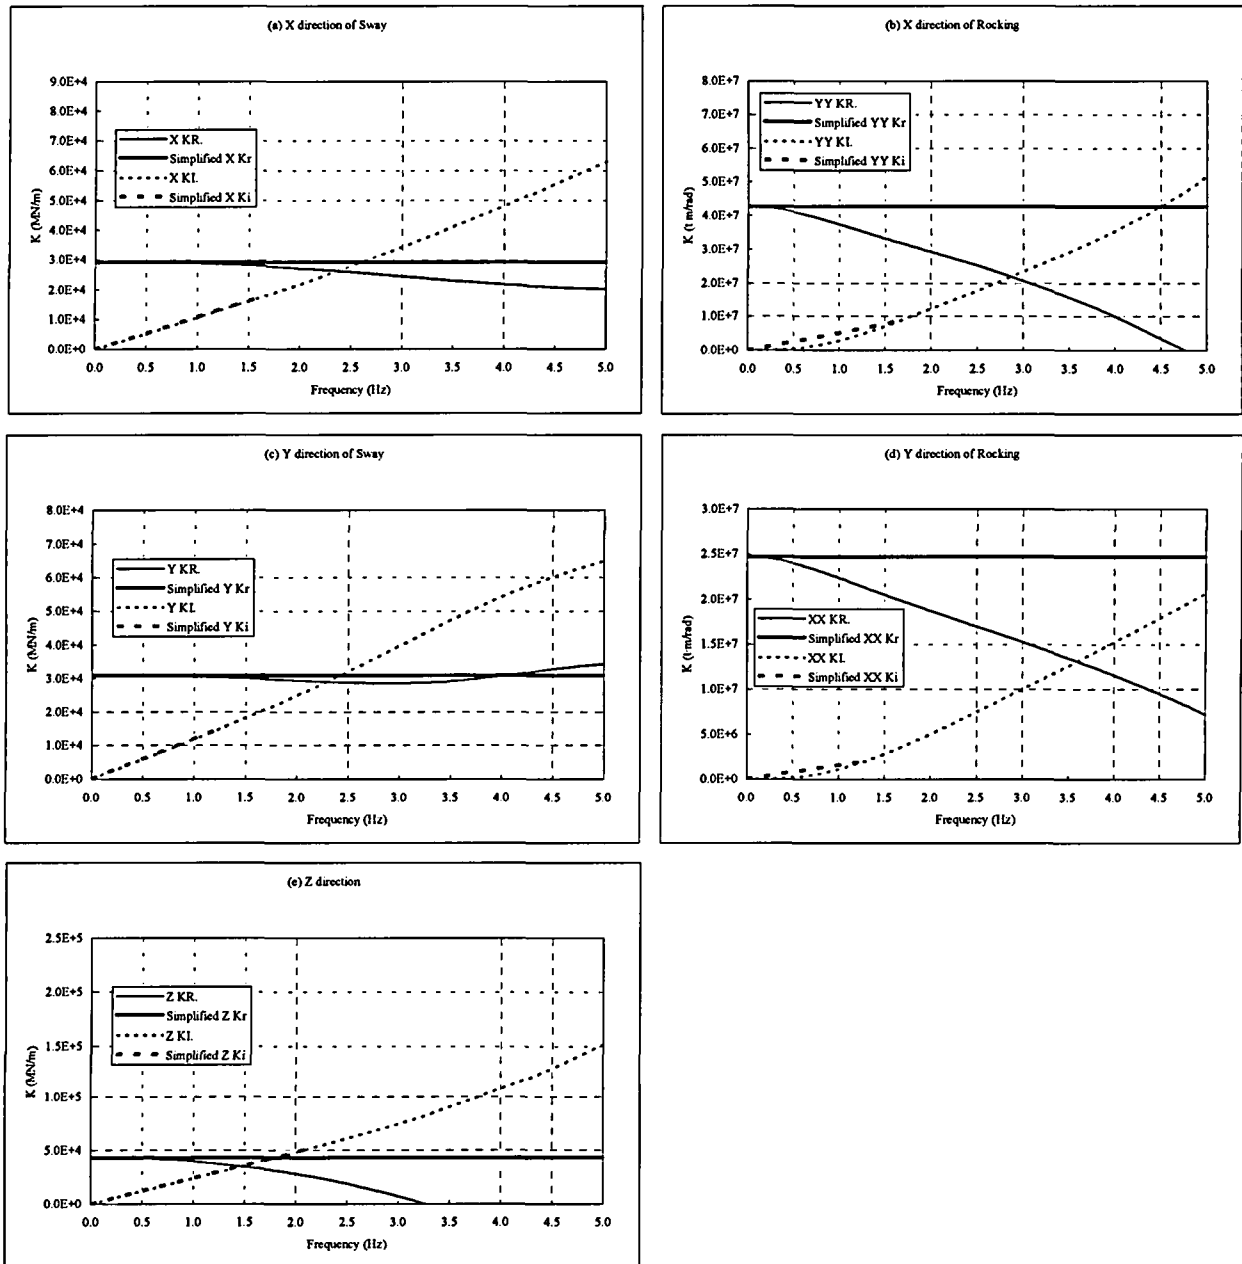 (a) X direction of Sway
K (MN/m)
9.0E+4
8.0E+4
7.0E+4
6.0E+4
5.0E+4
4.0E+4
3.0E+4
2.0E+4
1.0E+4
0.0E+0
X KR.
Simplified X Kr
X KI.
Simplified X Ki
0.0 0.5 1.0 1.5 2.0 2.5 3.0 3.5 4.0 4.5 5.0
Frequency (Hz)
(b) X direction of Rocking
K (t·m/rad)
8.0E+7
7.0E+7
6.0E+7
5.0E+7
4.0E+7
3.0E+7
2.0E+7
1.0E+7
0.0E+0
YY KR.
Simplified YY Kr
YY KI.
Simplified YY Ki
0.0 0.5 1.0 1.5 2.0 2.5 3.0 3.5 4.0 4.5 5.0
Frequency (Hz)
(c) Y direction of Sway
K (MN/m)
8.0E+4
7.0E+4
6.0E+4
5.0E+4
4.0E+4
3.0E+4
2.0E+4
1.0E+4
0.0E+0
Y KR.
Simplified Y Kr
Y KI.
Simplified Y Ki
0.0 0.5 1.0 1.5 2.0 2.5 3.0 3.5 4.0 4.5 5.0
Frequency (Hz)
(d) Y direction of Rocking
K (t·m/rad)
3.0E+7
2.5E+7
2.0E+7
1.5E+7
1.0E+7
5.0E+6
0.0E+0
XX KR.
Simplified XX Kr
XX KI.
Simplified XX Ki
0.0 0.5 1.0 1.5 2.0 2.5 3.0 3.5 4.0 4.5 5.0
Frequency (Hz)
(e) Z direction
K (MN/m)
2.5E+5
2.0E+5
1.5E+5
1.0E+5
5.0E+4
0.0E+0
Z KR.
Simplified Z Kr
Z KI.
Simplified Z Ki
0.0 0.5 1.0 1.5 2.0 2.5 3.0 3.5 4.0 4.5 5.0
Frequency (Hz)